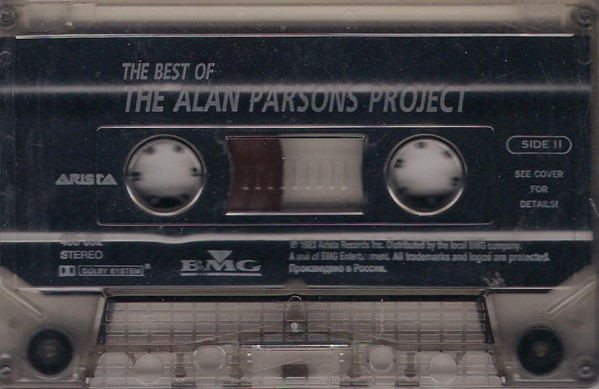 THE BEST OF
THE ALAN PARSONS PROJECT
SIDE II
ARISTA
SEE COVER
FOR
DETAILS!
STEREO
DOLBY SYSTEM
BMG
℗ 1983 Arista Records Inc. Distributed by the local BMG company.
A unit of BMG Entertainment. All trademarks and logos are protected.
Произведено в России.